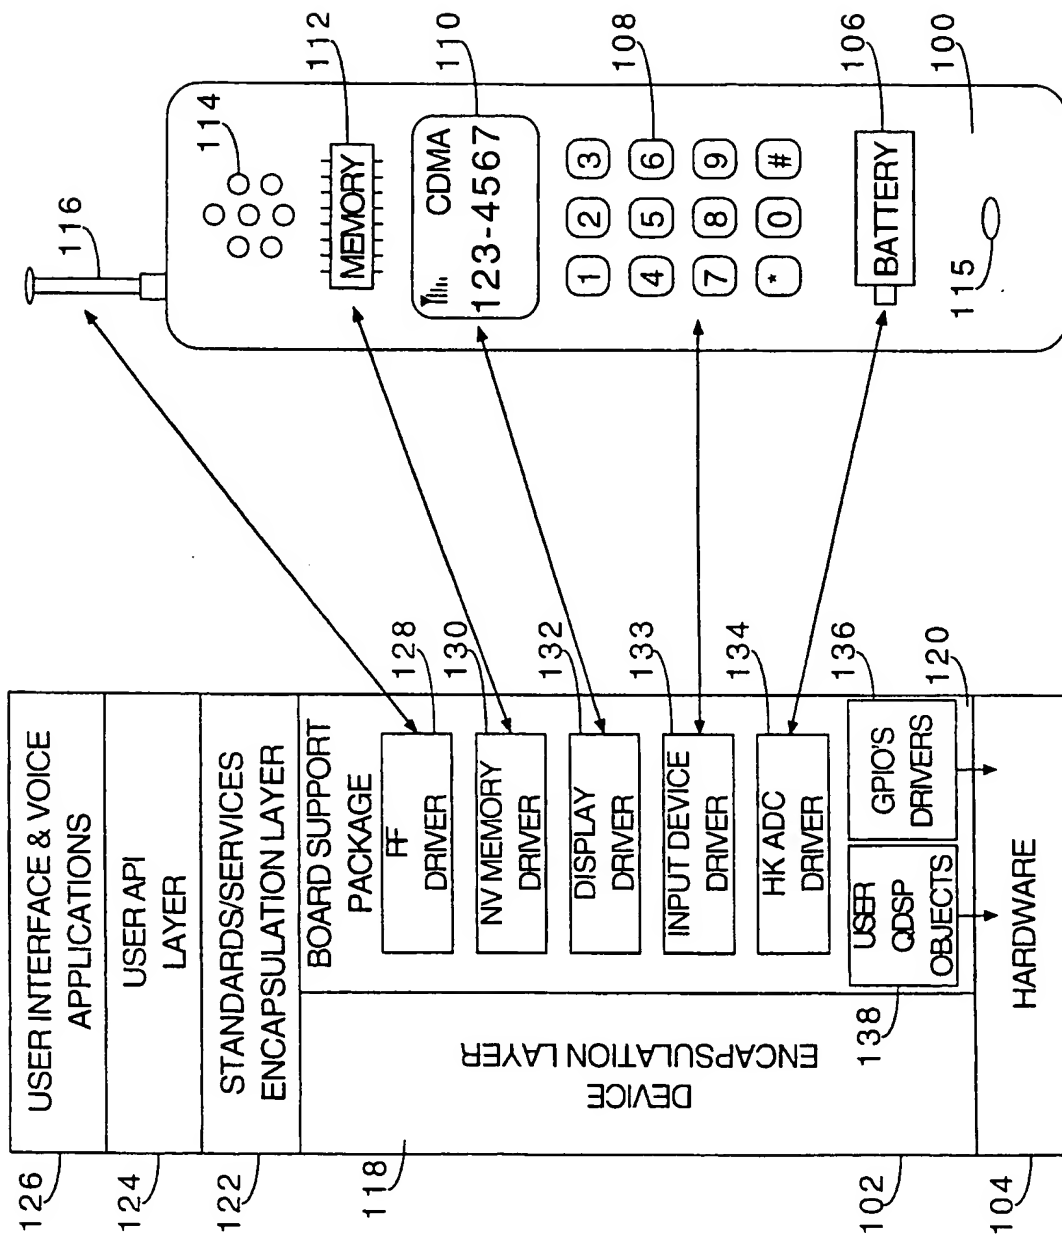 126
USER INTERFACE & VOICE
APPLICATIONS
124
USER API
LAYER
122
STANDARDS/SERVICES
ENCAPSULATION LAYER
118
DEVICE
ENCAPSULATION LAYER
BOARD SUPPORT
PACKAGE
RF
DRIVER
128
NV MEMORY
DRIVER
130
DISPLAY
DRIVER
132
INPUT DEVICE
DRIVER
133
HK ADC
DRIVER
134
USER
QDSP
OBJECTS
138
GPIO'S
DRIVERS
136
120
102
HARDWARE
104
116
114
MEMORY
112
CDMA
123-4567
110
1 2 3
4 5 6
7 8 9
* 0 #
108
BATTERY
106
115
100